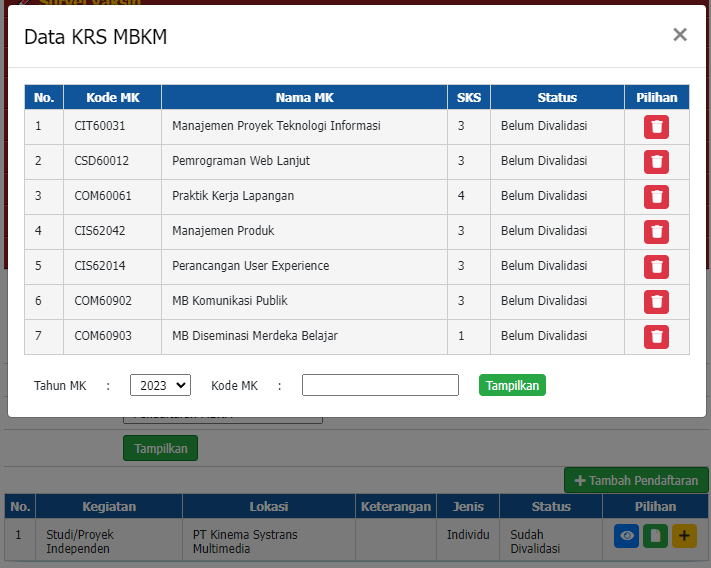 Survei Vaksin
Data KRS MBKM
×
No. Kode MK Nama MK SKS Status Pilihan
1 CIT60031 Manajemen Proyek Teknologi Informasi 3 Belum Divalidasi
2 CSD60012 Pemrograman Web Lanjut 3 Belum Divalidasi
3 COM60061 Praktik Kerja Lapangan 4 Belum Divalidasi
4 CIS62042 Manajemen Produk 3 Belum Divalidasi
5 CIS62014 Perancangan User Experience 3 Belum Divalidasi
6 COM60902 MB Komunikasi Publik 3 Belum Divalidasi
7 COM60903 MB Diseminasi Merdeka Belajar 1 Belum Divalidasi
Tahun MK : 2023 Kode MK : Tampilkan
Tampilkan
+ Tambah Pendaftaran
No. Kegiatan Lokasi Keterangan Jenis Status Pilihan
1 Studi/Proyek PT Kinema Systrans Individu Sudah
Independen Multimedia Divalidasi